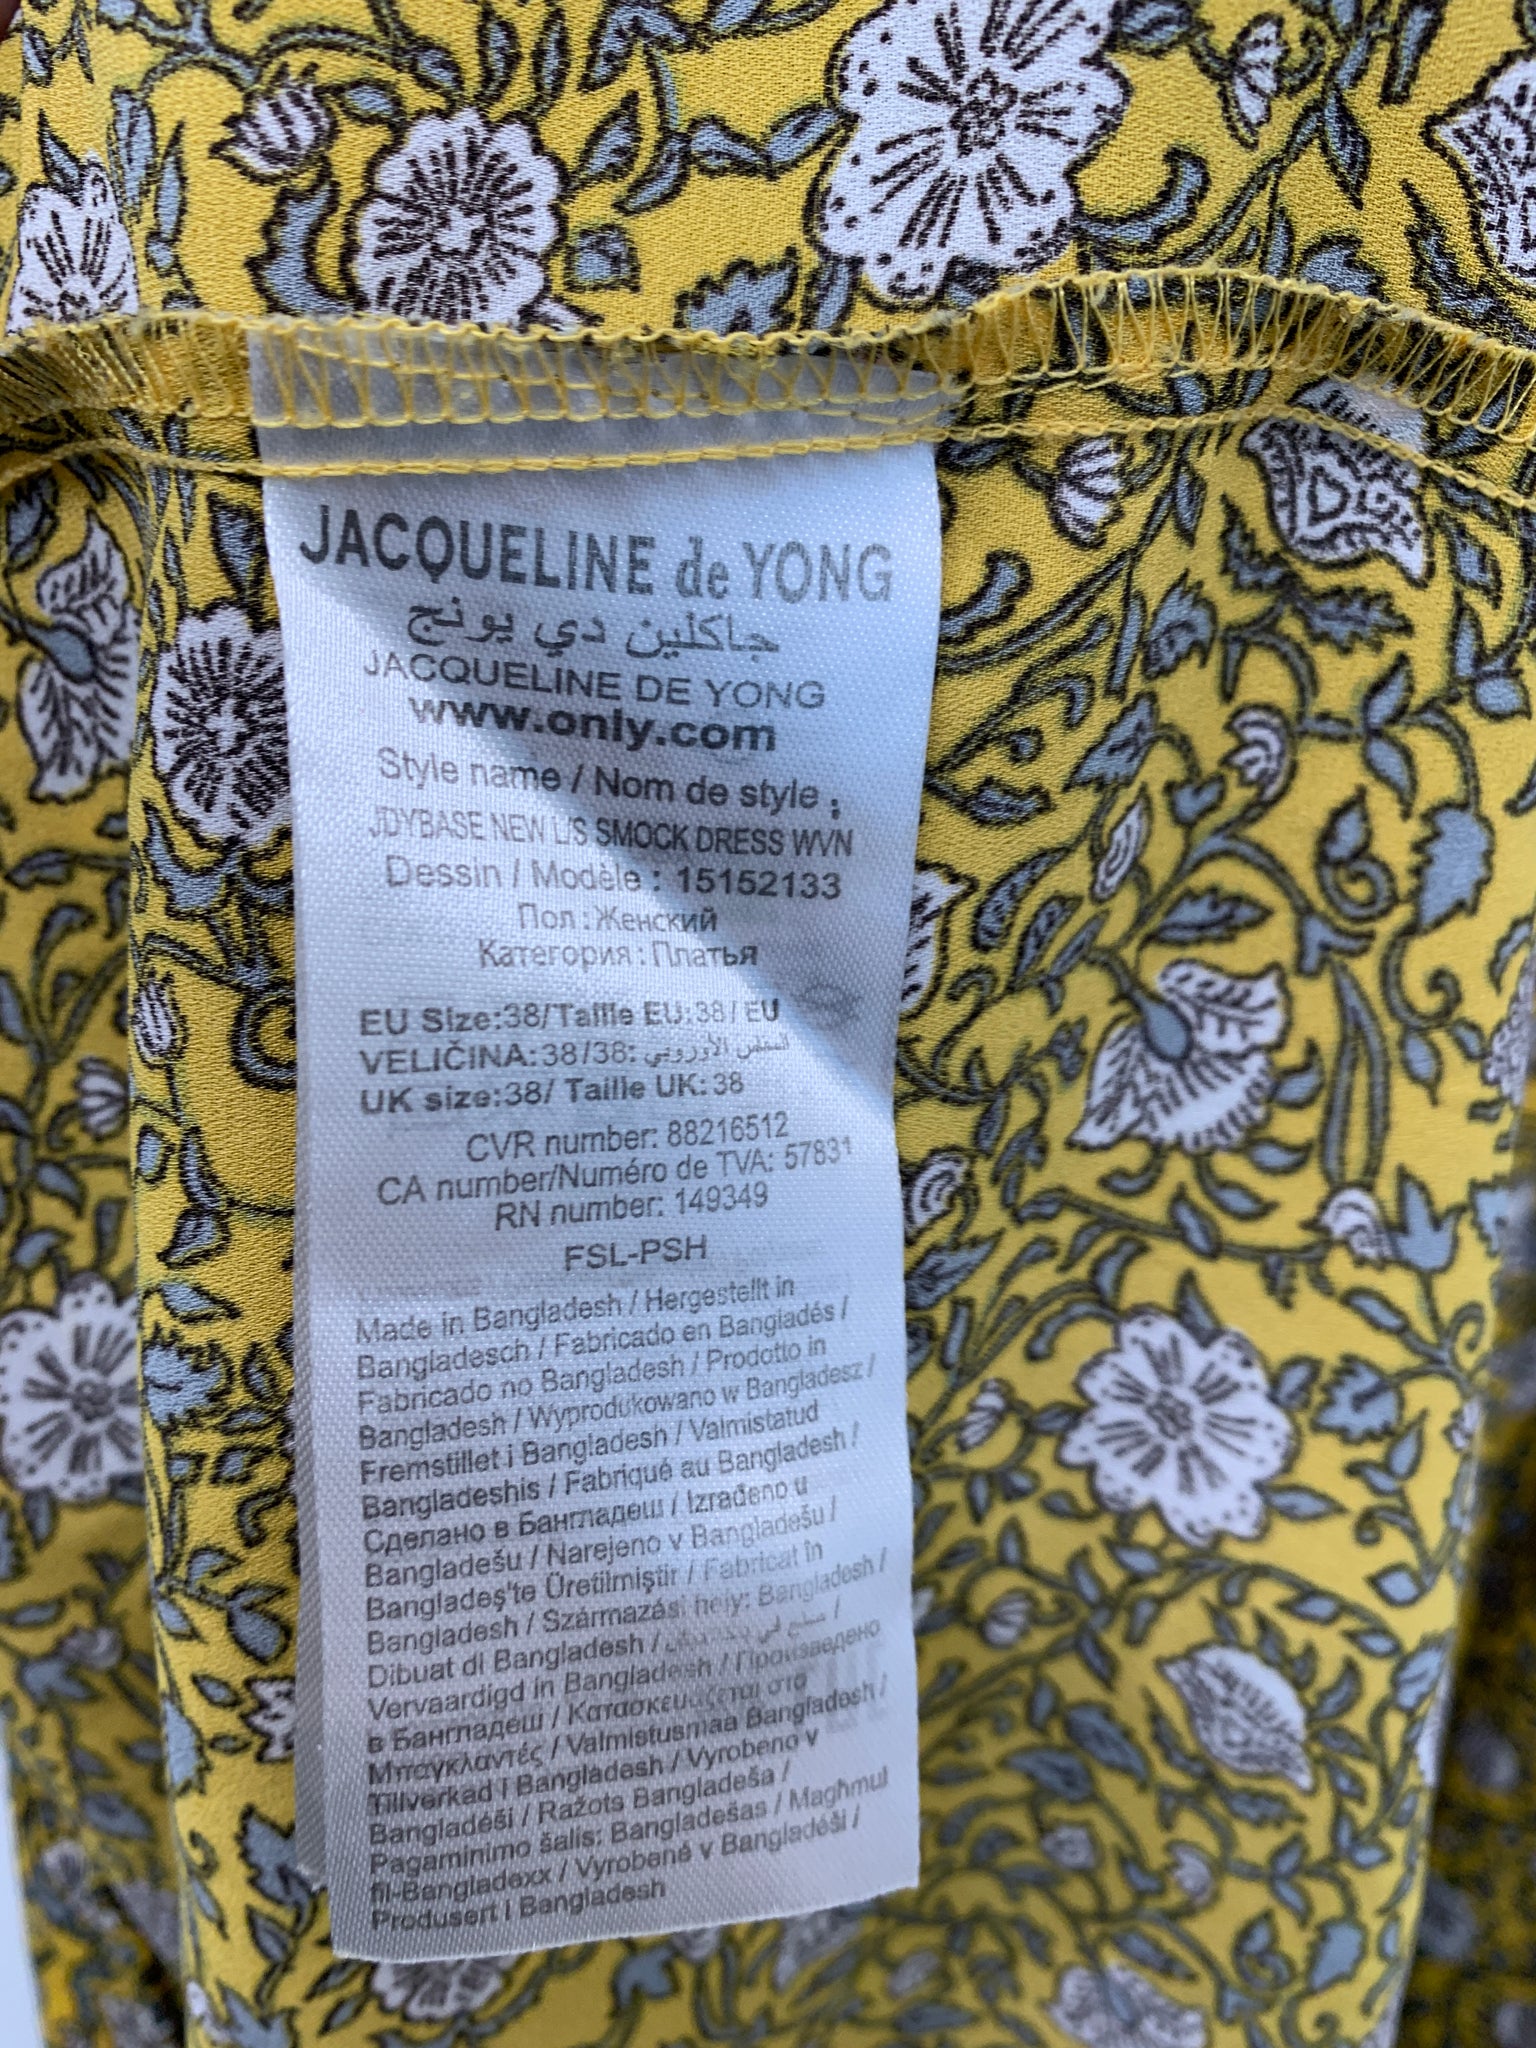 JACQUELINE de YONG
جاكلين دي يونج
JACQUELINE DE YONG
www.only.com
Style name / Nom de style :
JDYBASE NEW L/S SMOCK DRESS WVN
Dessin / Modèle : 15152133
Пол : Женский
Категория : Платья
EU Size:38/Taille EU:38/ EU
VELIČINA:38/38: المقاس الأوروبي
UK size:38/ Taille UK:38
CVR number: 88216512
CA number/Numéro de TVA: 57831
RN number: 149349
FSL-PSH
Made in Bangladesh / Hergestellt in
Bangladesch / Fabricado en Bangladés /
Fabricado no Bangladesh / Prodotto in
Bangladesh / Wyprodukowano w Bangladesz /
Fremstillet i Bangladesh / Valmistatud
Bangladeshis / Fabriqué au Bangladesh /
Сделано в Бангладеш / Izrađeno u
Bangladešu / Narejeno v Bangladešu /
Bangladeş'te Üretilmiştir / Fabricat în
Bangladesh / Származási hely: Bangladesh /
Dibuat di Bangladesh / صنع في /
Vervaardigd in Bangladesh / Произведено
в Бангладеш / Κατασκευάζεται στο
Μπαγκλαντές / Valmistusmaa Bangladesh /
Tillverkad i Bangladesh / Vyrobeno v
Bangladéši / Ražots Bangladeša /
Pagaminimo šalis: Bangladešas / Magħmul
fil-Bangladexx / Vyrobené v Bangladéši /
Produsert i Bangladesh